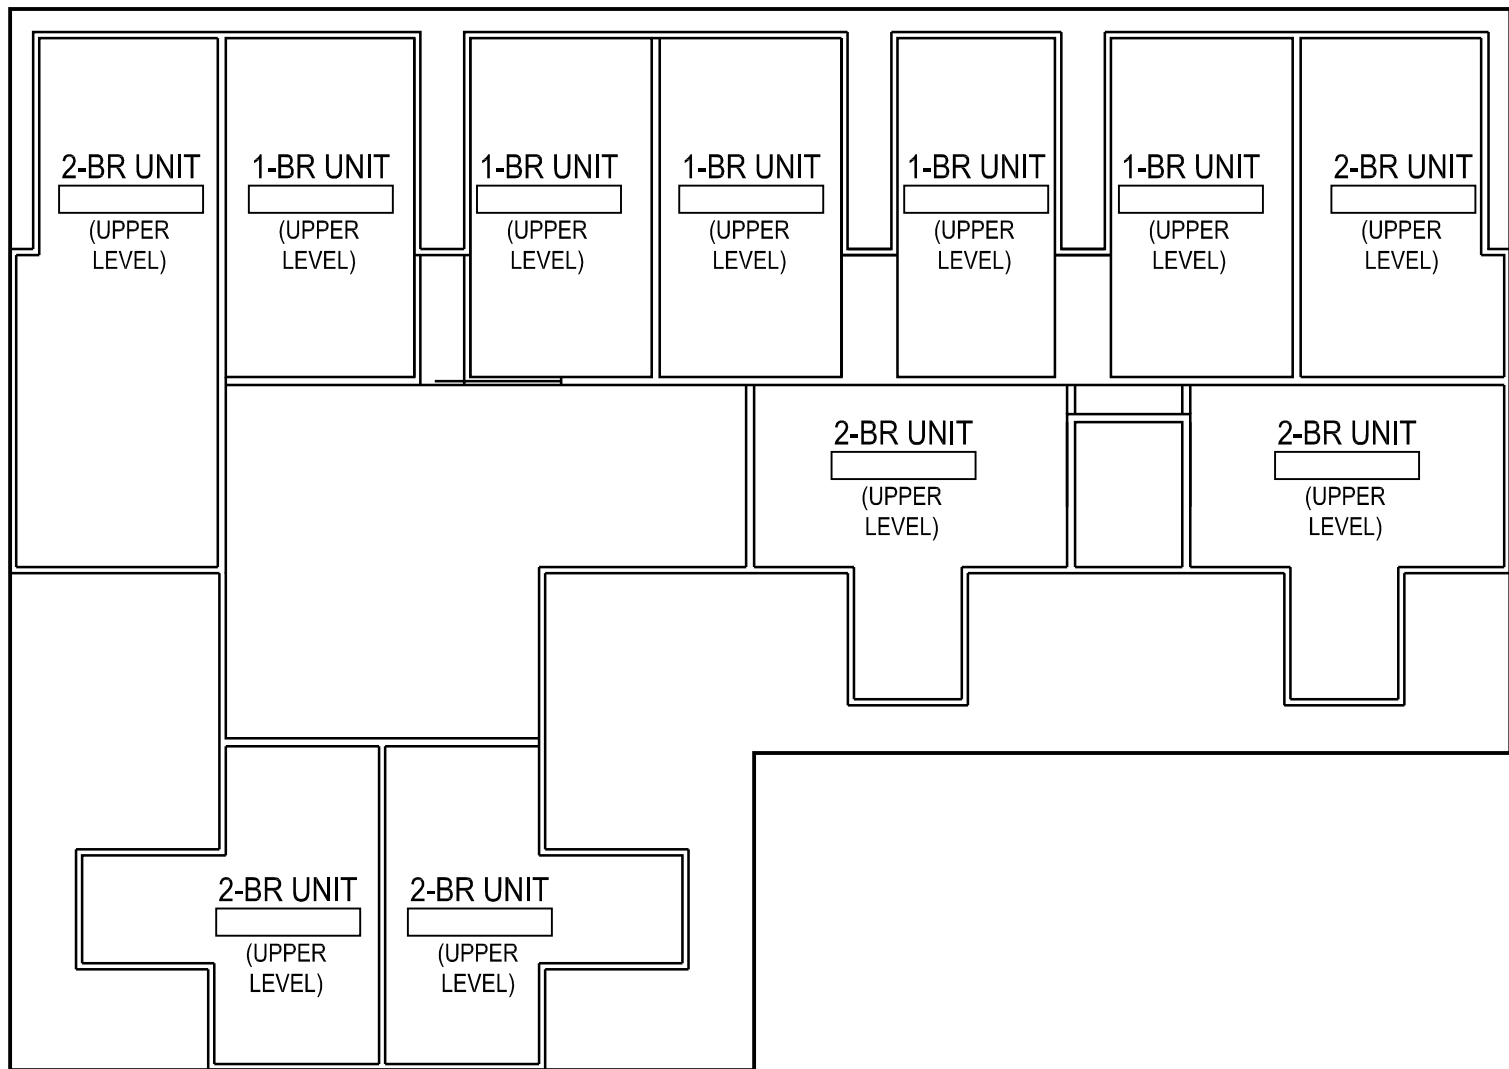 2-BR UNIT
(UPPER
LEVEL)
1-BR UNIT
(UPPER
LEVEL)
1-BR UNIT
(UPPER
LEVEL)
1-BR UNIT
(UPPER
LEVEL)
1-BR UNIT
(UPPER
LEVEL)
1-BR UNIT
(UPPER
LEVEL)
2-BR UNIT
(UPPER
LEVEL)
2-BR UNIT
(UPPER
LEVEL)
2-BR UNIT
(UPPER
LEVEL)
2-BR UNIT
(UPPER
LEVEL)
2-BR UNIT
(UPPER
LEVEL)